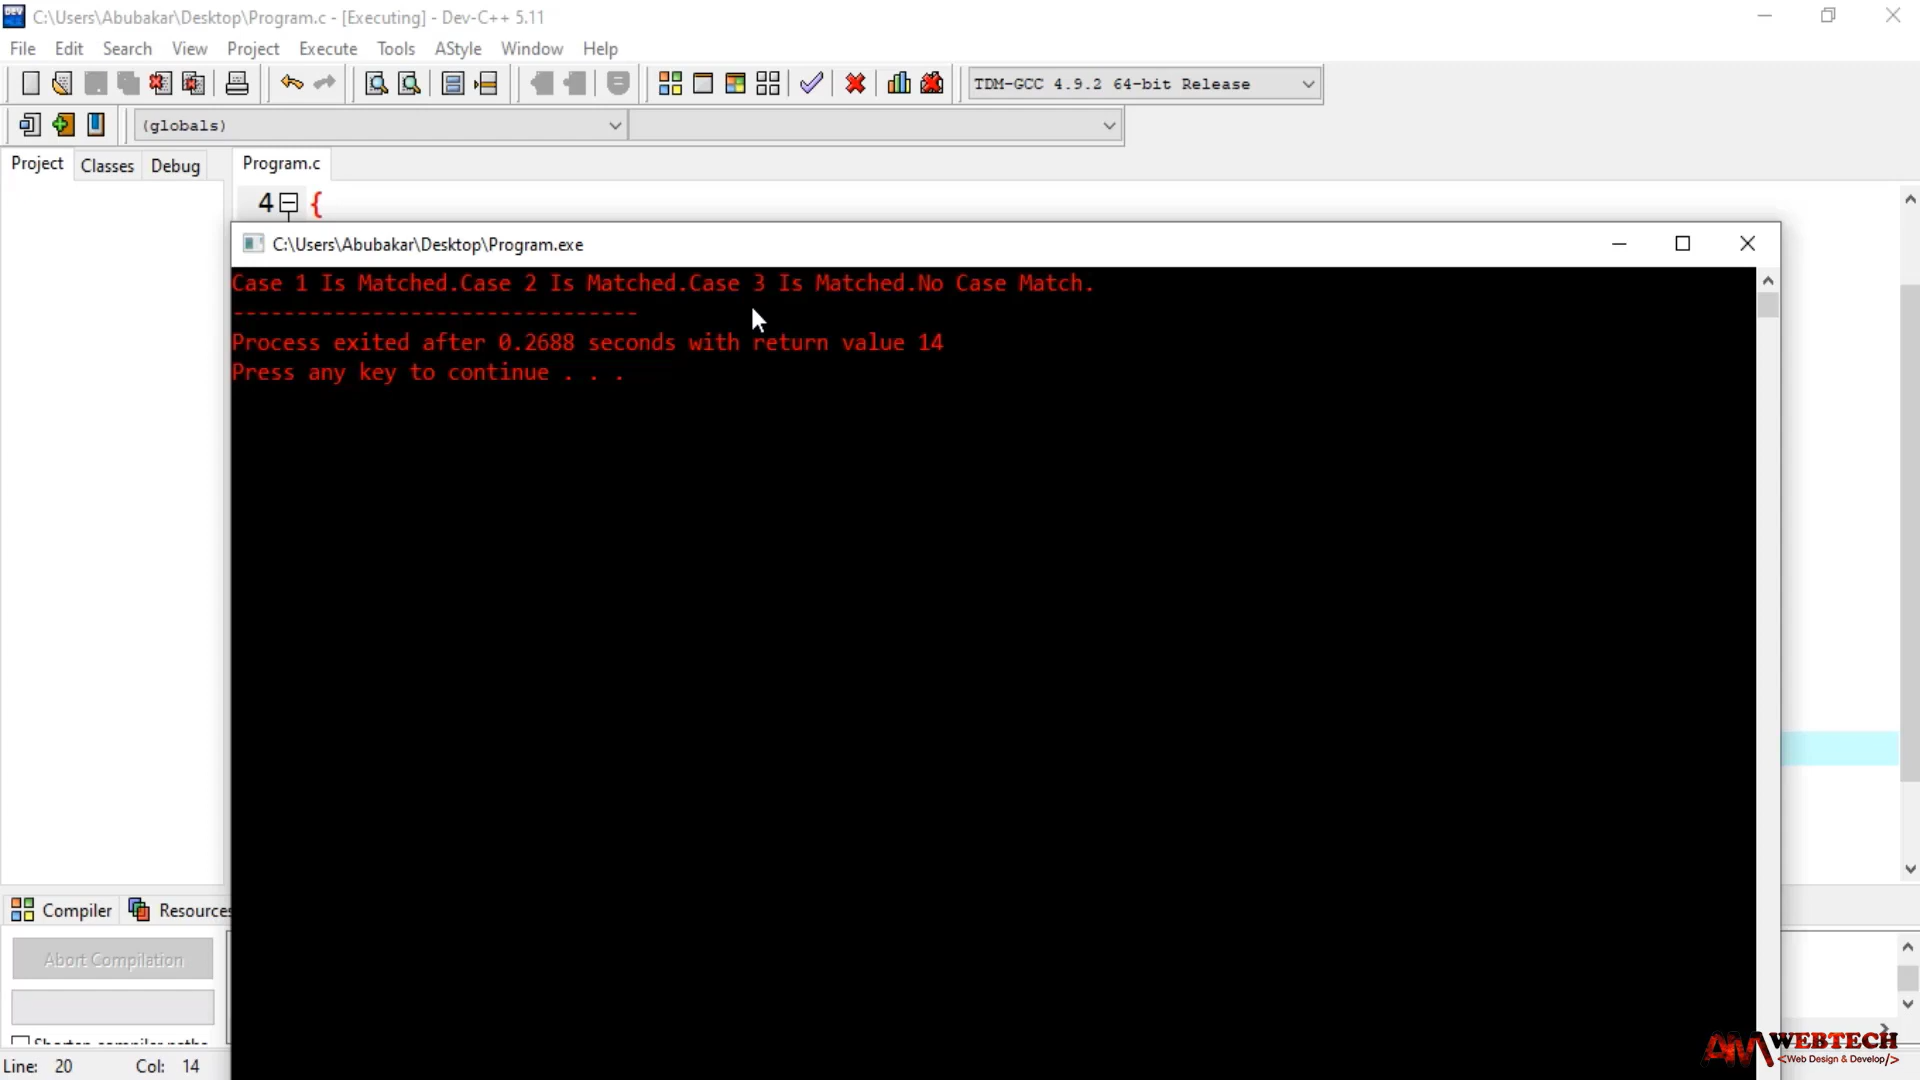 C:\Users\Abubakar\Desktop\Program.c - [Executing] - Dev-C++ 5.11
File Edit Search View Project Execute Tools AStyle Window Help
TDM-GCC 4.9.2 64-bit Release
(globals)
Project Classes Debug Program.c
4 {
C:\Users\Abubakar\Desktop\Program.exe
Case 1 Is Matched.Case 2 Is Matched.Case 3 Is Matched.No Case Match.
--------------------------------
Process exited after 0.2688 seconds with return value 14
Press any key to continue . . .
Compiler Resources
Abort Compilation
Shorten compiler paths
Line: 20 Col: 14
AM WEBTECH
<Web Design & Develop/>